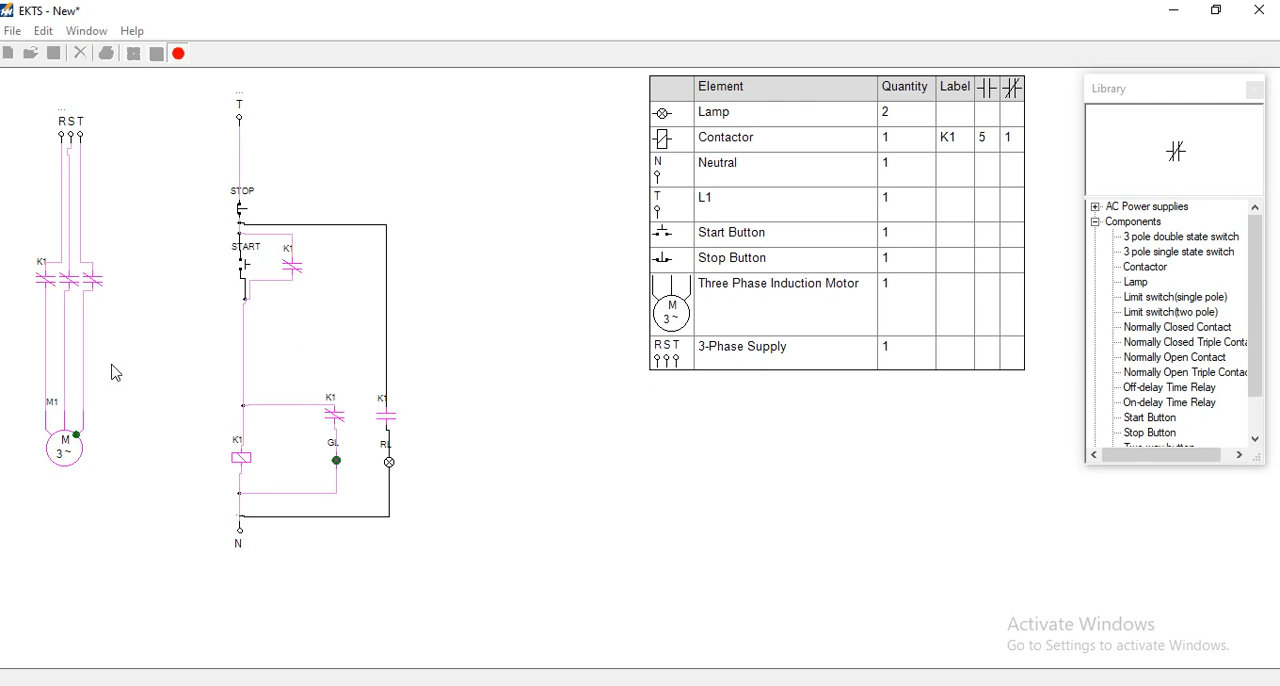 EKTS - New*
File Edit Window Help
...
R S T
K1
M1
M
3 ~
...
T
STOP
START
K1
K1
K1
K1
GL
RL
N
Element Quantity Label
Lamp 2
Contactor 1 K1 5 1
N Neutral 1
T L1 1
Start Button 1
Stop Button 1
M 3 ~ Three Phase Induction Motor 1
R S T 3-Phase Supply 1
Library
AC Power supplies
Components
3 pole double state switch
3 pole single state switch
Contactor
Lamp
Limit switch(single pole)
Limit switch(two pole)
Normally Closed Contact
Normally Closed Triple Conta
Normally Open Contact
Normally Open Triple Contac
Off-delay Time Relay
On-delay Time Relay
Start Button
Stop Button
Activate Windows
Go to Settings to activate Windows.